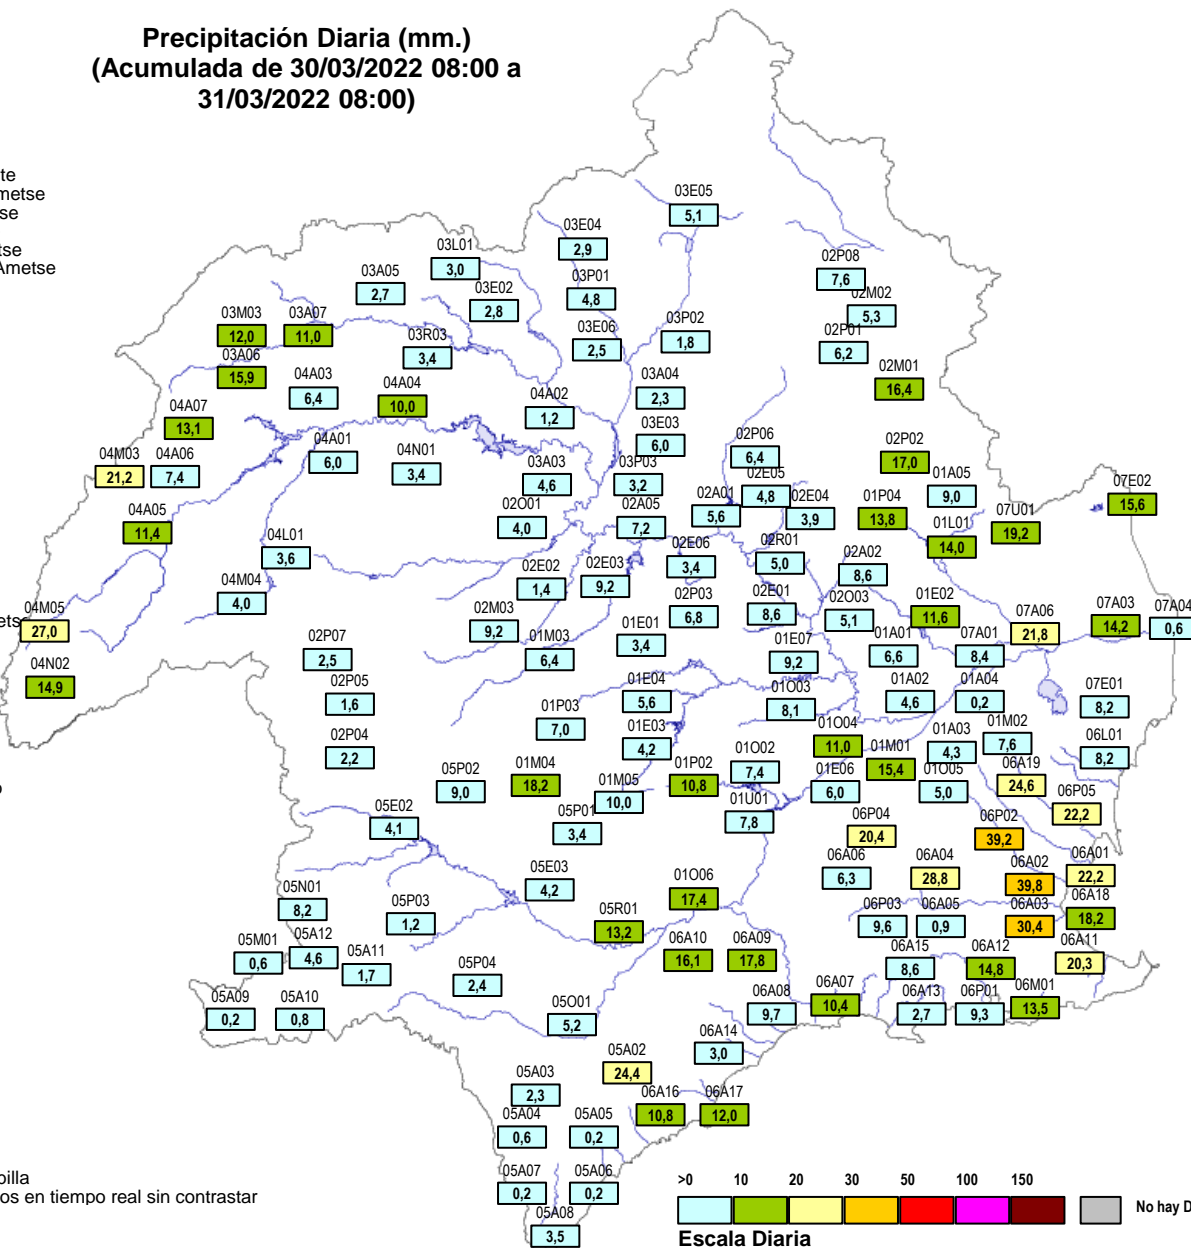 Precipitación Diaria (mm.)
(Acumulada de 30/03/2022 08:00 a
31/03/2022 08:00)
te
metse
se
tse
Ametse
03E05
5,1
03E04
2,9
03L01
3,0
02P08
7,6
03A05
2,7
03P01
4,8
03E02
2,8
02M02
5,3
03M03
12,0
03A07
11,0
03R03
3,4
03E06
2,5
03P02
1,8
02P01
6,2
03A06
15,9
04A03
6,4
04A04
10,0
04A02
1,2
03A04
2,3
02M01
16,4
04A07
13,1
03E03
6,0
04M03
21,2
04A06
7,4
04A01
6,0
04N01
3,4
03A03
4,6
03P03
3,2
02P06
6,4
02P02
17,0
02E05
4,8
01A05
9,0
07E02
15,6
04A05
11,4
02O01
4,0
02A05
7,2
02A01
5,6
02E04
3,9
01P04
13,8
01L01
14,0
07U01
19,2
04L01
3,6
02E06
3,4
02R01
5,0
02A02
8,6
04M04
4,0
02E02
1,4
02E03
9,2
04M05
etse
27,0
02M03
9,2
02P03
6,8
02E01
8,6
02O03
5,1
01E02
11,6
07A06
21,8
07A03
14,2
07A04
0,6
04N02
14,9
02P07
2,5
01M03
6,4
01E01
3,4
01E07
9,2
01A01
6,6
07A01
8,4
02P05
1,6
01E04
5,6
01O03
8,1
01A02
4,6
01A04
0,2
07E01
8,2
02P04
2,2
01P03
7,0
01E03
4,2
01O04
11,0
01A03
4,3
01M02
7,6
06L01
8,2
05P02
9,0
01M04
18,2
01M05
10,0
01P02
10,8
01O02
7,4
01E06
6,0
01M01
15,4
01O05
5,0
06A19
24,6
06P05
22,2
05E02
4,1
05P01
3,4
01U01
7,8
06P04
20,4
06P02
39,2
05E03
4,2
01O06
17,4
06A06
6,3
06A04
28,8
06A02
39,8
06A01
22,2
05N01
8,2
05P03
1,2
05R01
13,2
06P03
9,6
06A05
0,9
06A03
30,4
06A18
18,2
05M01
0,6
05A12
4,6
05A11
1,7
05P04
2,4
06A10
16,1
06A09
17,8
06A15
8,6
06A12
14,8
06A11
20,3
05A09
0,2
05A10
0,8
05O01
5,2
06A08
9,7
06A07
10,4
06A13
2,7
06P01
9,3
06M01
13,5
05A02
24,4
06A14
3,0
05A03
2,3
06A16
10,8
06A17
12,0
05A04
0,6
05A05
0,2
05A07
0,2
05A06
0,2
05A08
3,5
oilla
os en tiempo real sin contrastar
>0 10 20 30 50 100 150
No hay D
Escala Diaria